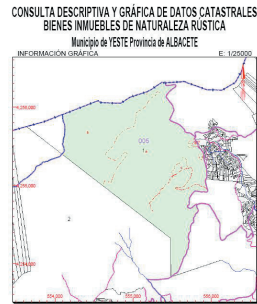 CONSULTA DESCRIPTIVA Y GRÁFICA DE DATOS CATASTRALES
BIENES INMUEBLES DE NATURALEZA RÚSTICA
Municipio de YESTE Provincia de ALBACETE
INFORMACIÓN GRÁFICA E: 1/25000
005
1
2